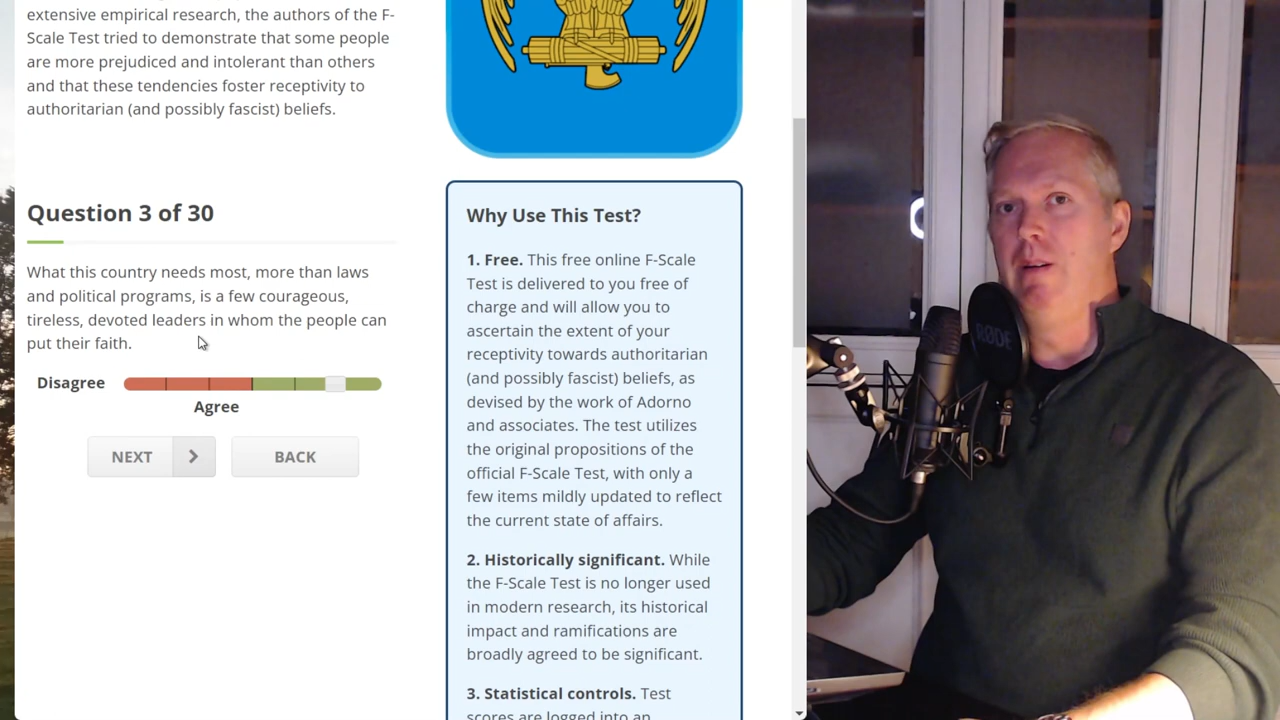 extensive empirical research, the authors of the F-
Scale Test tried to demonstrate that some people
are more prejudiced and intolerant than others
and that these tendencies foster receptivity to
authoritarian (and possibly fascist) beliefs.
Question 3 of 30
What this country needs most, more than laws
and political programs, is a few courageous,
tireless, devoted leaders in whom the people can
put their faith.
Disagree
Agree
NEXT
BACK
Why Use This Test?
1. Free. This free online F-Scale
Test is delivered to you free of
charge and will allow you to
ascertain the extent of your
receptivity towards authoritarian
(and possibly fascist) beliefs, as
devised by the work of Adorno
and associates. The test utilizes
the original propositions of the
official F-Scale Test, with only a
few items mildly updated to reflect
the current state of affairs.
2. Historically significant. While
the F-Scale Test is no longer used
in modern research, its historical
impact and ramifications are
broadly agreed to be significant.
3. Statistical controls. Test
scores are logged into an
RØDE